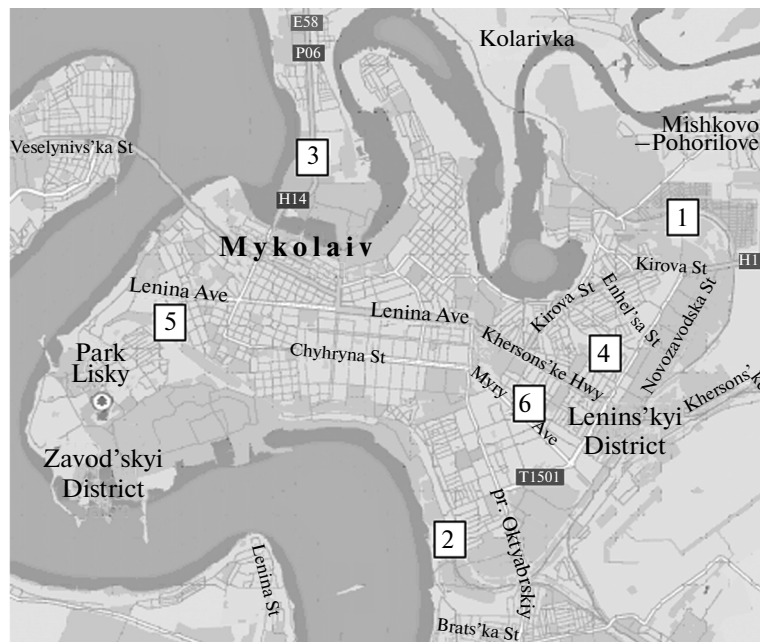 E58
Kolarivka
P06
Mishkovo
–Pohorilove
Veselynivs'ka St
3
H14
1
Mykolaiv
Kirova St
H1
Lenina Ave
Lenina Ave
Kirova St
Enhel'sa St
Novozavodska St
5
Khersons'ke Hwy
4
Chyhryna St
Park
Lisky
Myry Ave
6
Khersons'k
Lenins'kyi
District
Zavod'skyi
District
T1501
pr. Oktyabrskiy
2
Lenina St
Brats'ka St